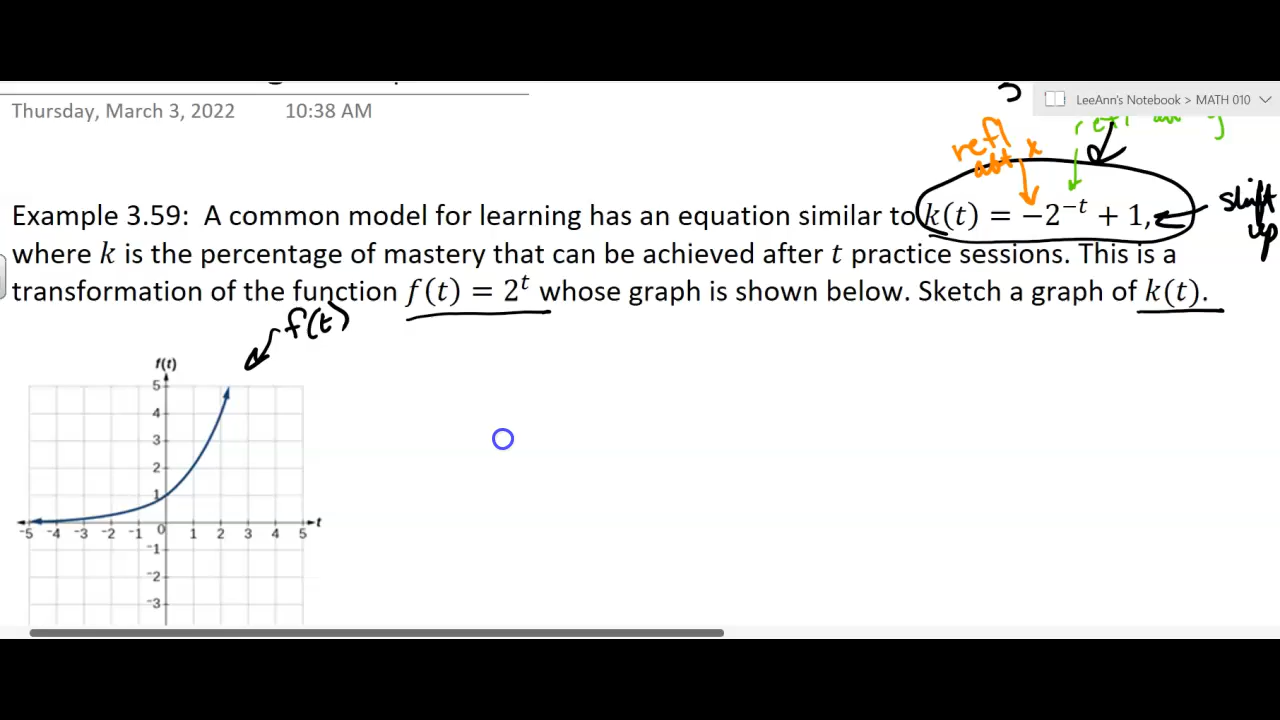 Thursday, March 3, 2022 10:38 AM
LeeAnn's Notebook > MATH 010
refl
abt x
Example 3.59: A common model for learning has an equation similar to k(t) = −2^{−t} + 1,
shift
up
where k is the percentage of mastery that can be achieved after t practice sessions. This is a
transformation of the function f(t) = 2^t whose graph is shown below. Sketch a graph of k(t).
f(t)
f(t)
5
4
3
2
1
-5 -4 -3 -2 -1 0 1 2 3 4 5 t
-1
-2
-3